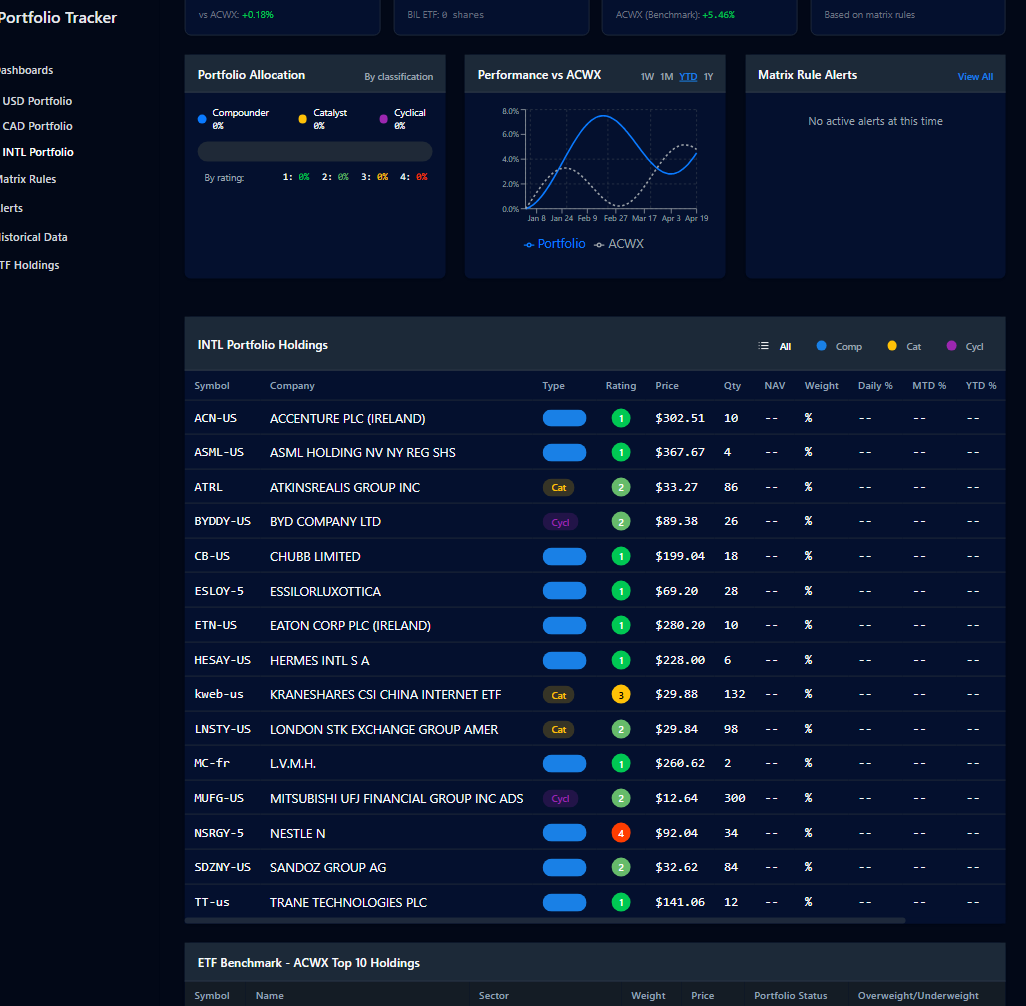 Portfolio Tracker
vs ACWX: +0.18%
BIL ETF: 0 shares
ACWX (Benchmark): +5.46%
Based on matrix rules
ashboards
USD Portfolio
CAD Portfolio
INTL Portfolio
Matrix Rules
lerts
istorical Data
TF Holdings
Portfolio Allocation By classification
Compounder 0%
Catalyst 0%
Cyclical 0%
By rating: 1: 0% 2: 0% 3: 0% 4: 0%
Performance vs ACWX 1W 1M YTD 1Y
8.0%
6.0%
4.0%
2.0%
0.0%
Jan 8 Jan 24 Feb 9 Feb 27 Mar 17 Apr 3 Apr 19
Portfolio ACWX
Matrix Rule Alerts View All
No active alerts at this time
INTL Portfolio Holdings All Comp Cat Cycl
Symbol Company Type Rating Price Qty NAV Weight Daily % MTD % YTD %
ACN-US ACCENTURE PLC (IRELAND) 1 $302.51 10 -- % -- -- --
ASML-US ASML HOLDING NV NY REG SHS 1 $367.67 4 -- % -- -- --
ATRL ATKINSREALIS GROUP INC Cat 2 $33.27 86 -- % -- -- --
BYDDY-US BYD COMPANY LTD Cycl 2 $89.38 26 -- % -- -- --
CB-US CHUBB LIMITED 1 $199.04 18 -- % -- -- --
ESLOY-5 ESSILORLUXOTTICA 1 $69.20 28 -- % -- -- --
ETN-US EATON CORP PLC (IRELAND) 1 $280.20 10 -- % -- -- --
HESAY-US HERMES INTL S A 1 $228.00 6 -- % -- -- --
kweb-us KRANESHARES CSI CHINA INTERNET ETF Cat 3 $29.88 132 -- % -- -- --
LNSTY-US LONDON STK EXCHANGE GROUP AMER Cat 2 $29.84 98 -- % -- -- --
MC-fr L.V.M.H. 1 $260.62 2 -- % -- -- --
MUFG-US MITSUBISHI UFJ FINANCIAL GROUP INC ADS Cycl 2 $12.64 300 -- % -- -- --
NSRGY-5 NESTLE N 4 $92.04 34 -- % -- -- --
SDZNY-US SANDOZ GROUP AG 2 $32.62 84 -- % -- -- --
TT-us TRANE TECHNOLOGIES PLC 1 $141.06 12 -- % -- -- --
ETF Benchmark - ACWX Top 10 Holdings
Symbol Name Sector Weight Price Portfolio Status Over​weight/Underweight